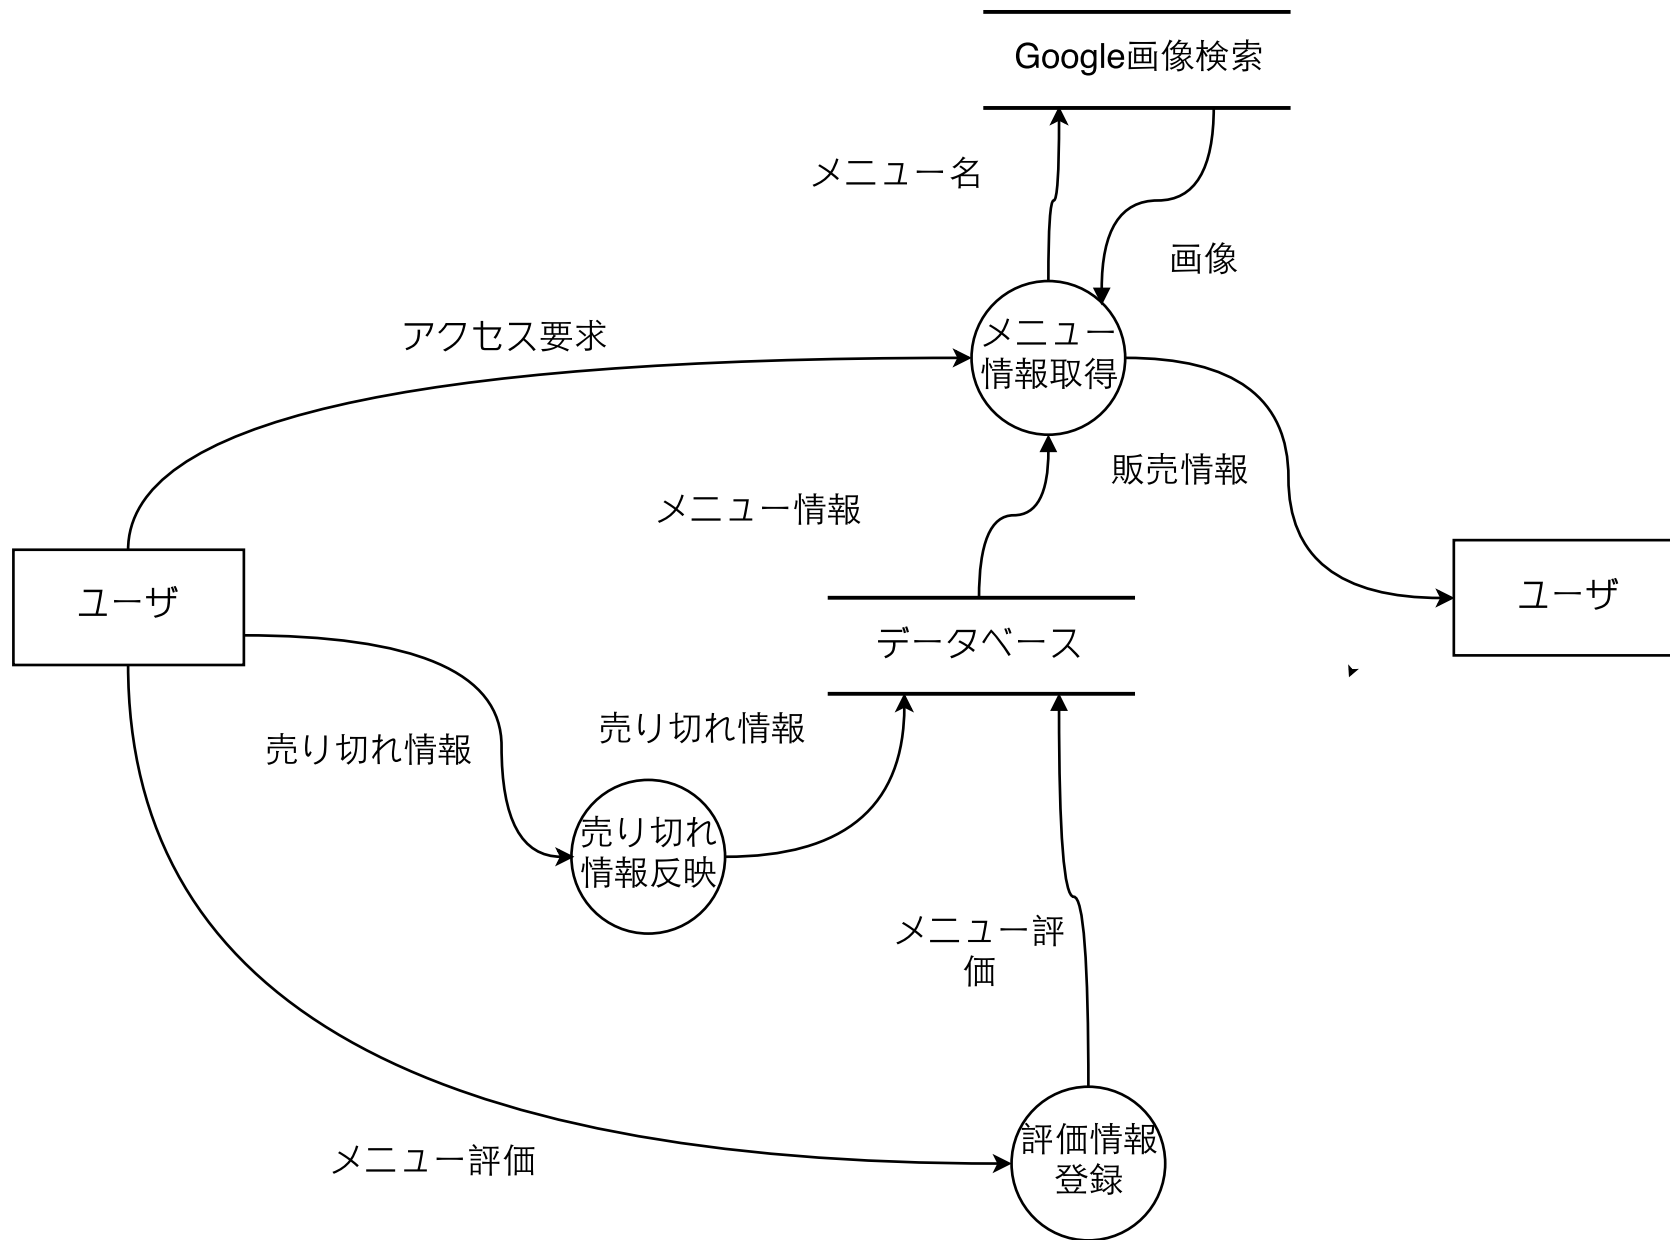 Google画像検索
メニュー名
画像
アクセス要求
メニュー
情報取得
販売情報
メニュー情報
ユーザ
ユーザ
データベース
売り切れ情報
売り切れ情報
売り切れ
情報反映
メニュー評
価
メニュー評価
評価情報
登録